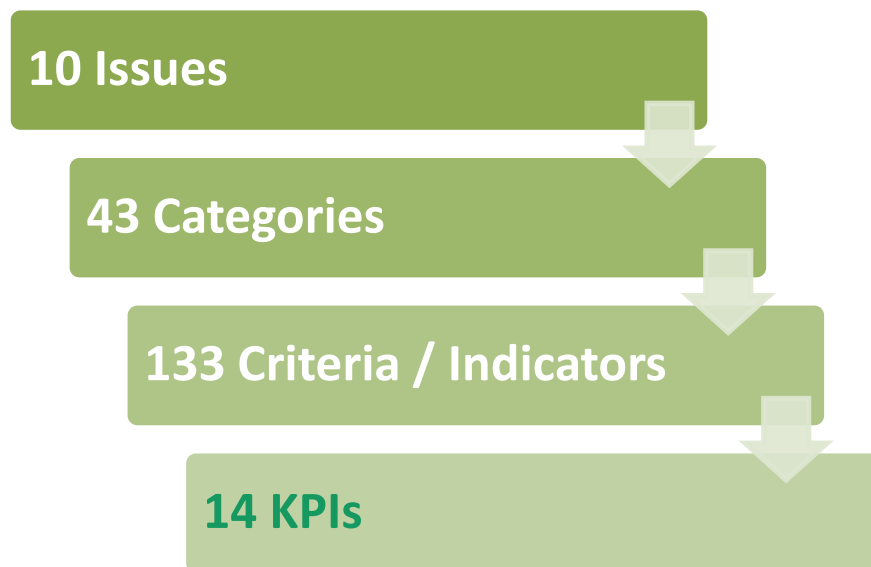 10 Issues
43 Categories
133 Criteria / Indicators
14 KPIs